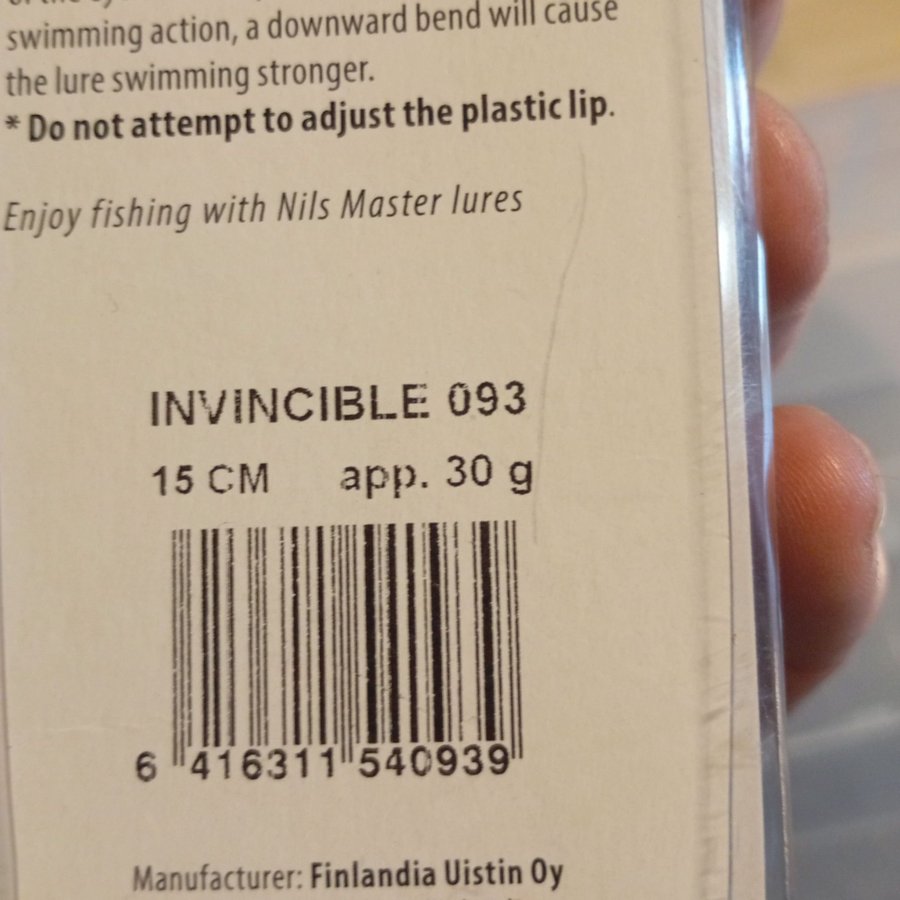 swimming action, a downward bend will cause
the lure swimming stronger.
* Do not attempt to adjust the plastic lip.
Enjoy fishing with Nils Master lures
INVINCIBLE 093
15 CM app. 30 g
6 416311 540939
Manufacturer: Finlandia Uistin Oy